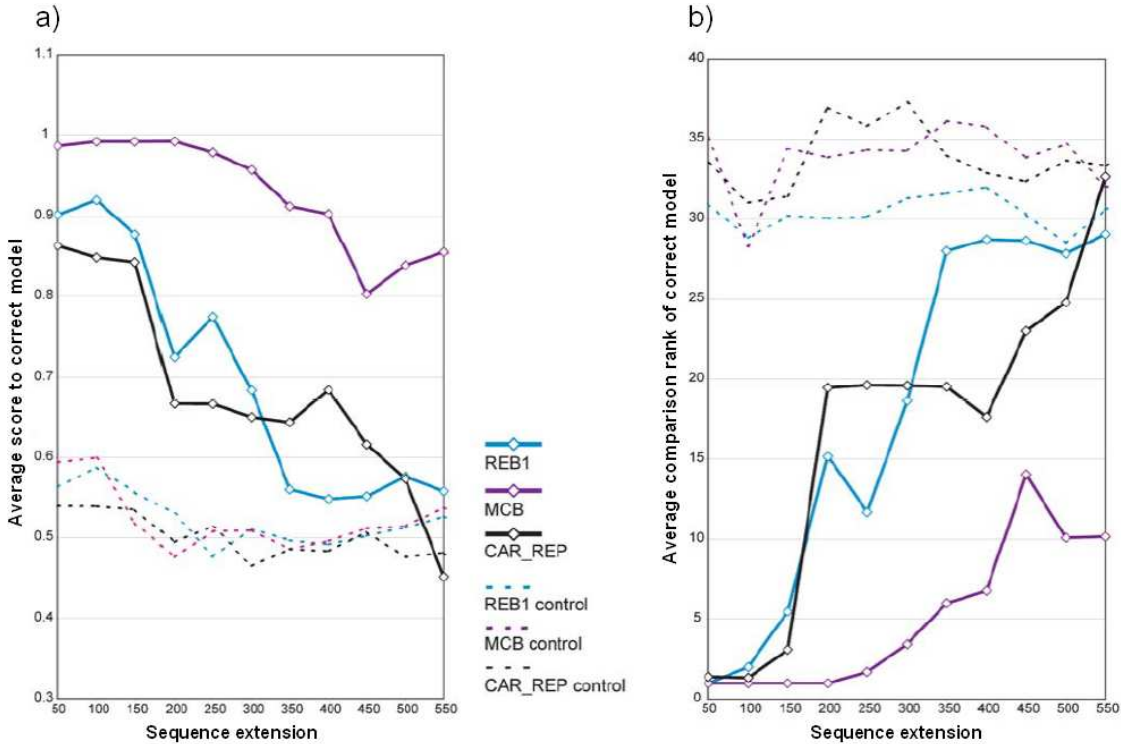 a)
Average score to correct model
1.1
1
0.9
0.8
0.7
0.6
0.5
0.4
0.3
50 100 150 200 250 300 350 400 450 500 550
Sequence extension
REB1
MCB
CAR_REP
REB1 control
MCB control
CAR_REP control
b)
Average comparison rank of correct model
40
35
30
25
20
15
10
5
0
50 100 150 200 250 300 350 400 450 500 550
Sequence extension